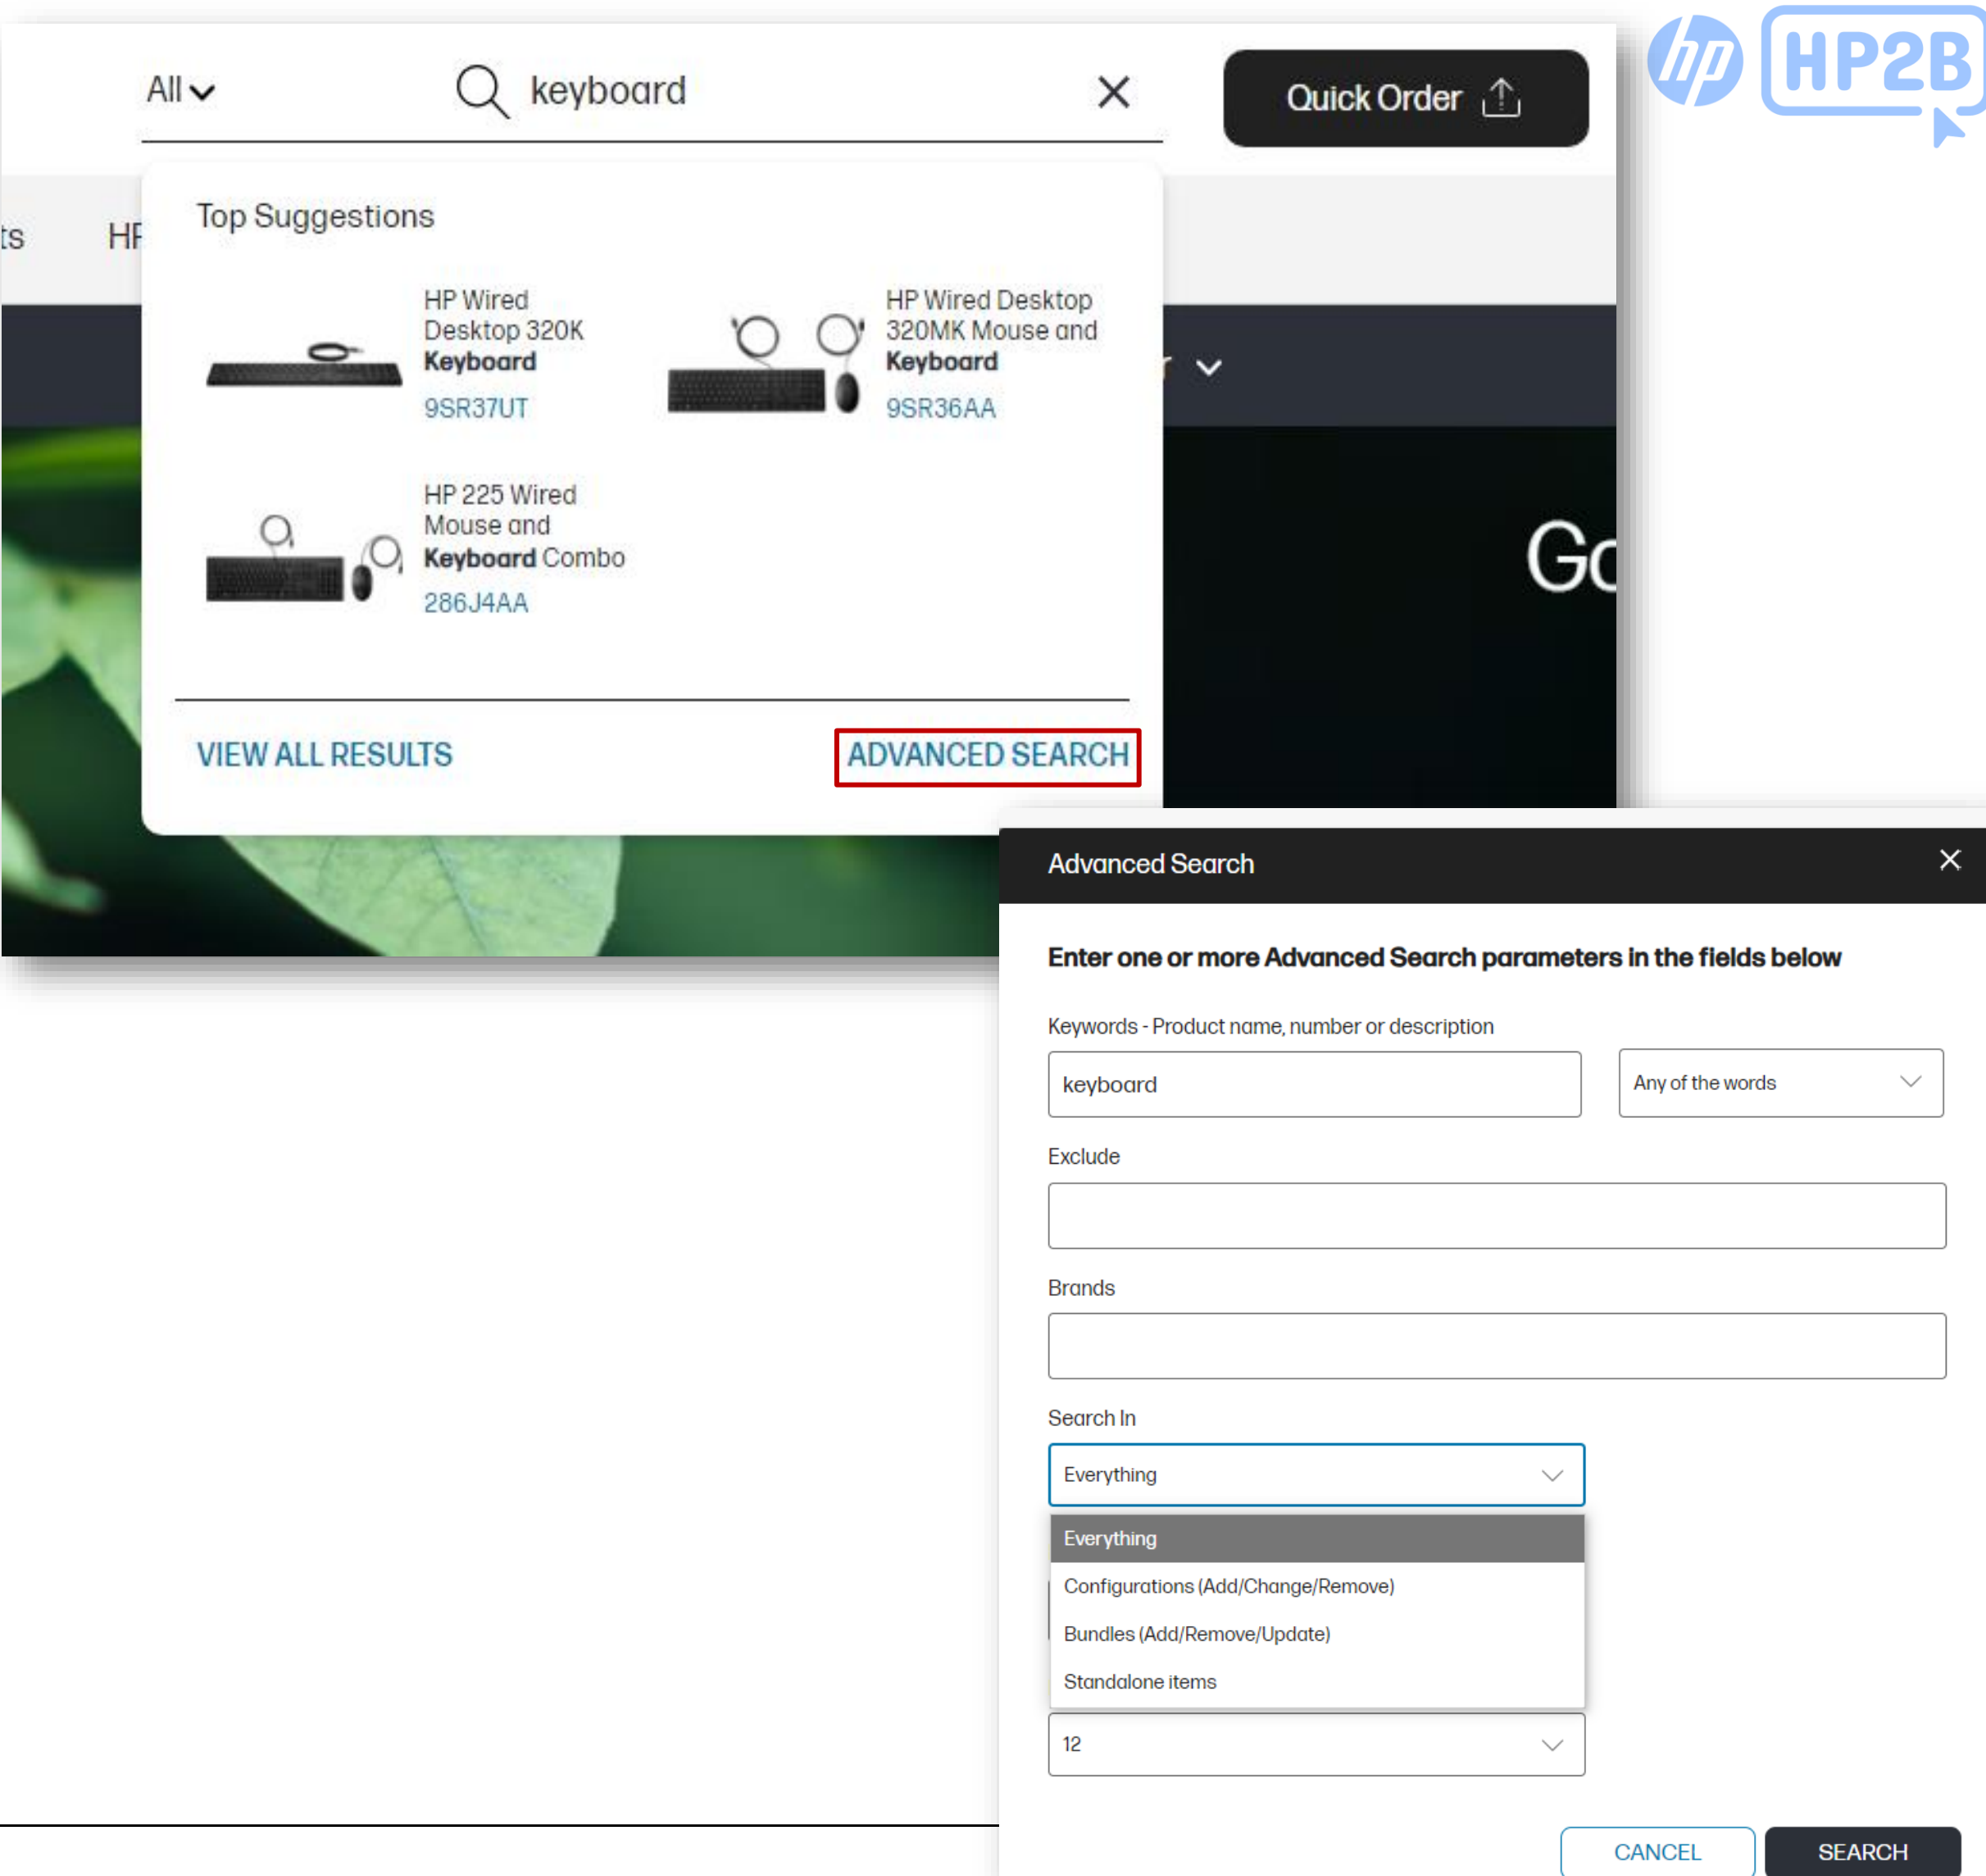 hp HP2B
All keyboard Quick Order
ts HP
Top Suggestions
HP Wired
Desktop 320K
Keyboard
9SR37UT
HP Wired Desktop
320MK Mouse and
Keyboard
9SR36AA
HP 225 Wired
Mouse and
Keyboard Combo
286J4AA
r
Go
VIEW ALL RESULTS ADVANCED SEARCH
Advanced Search
Enter one or more Advanced Search parameters in the fields below
Keywords - Product name, number or description
keyboard Any of the words
Exclude
Brands
Search In
Everything
Everything
Configurations (Add/Change/Remove)
Bundles (Add/Remove/Update)
Standalone items
12
CANCEL SEARCH